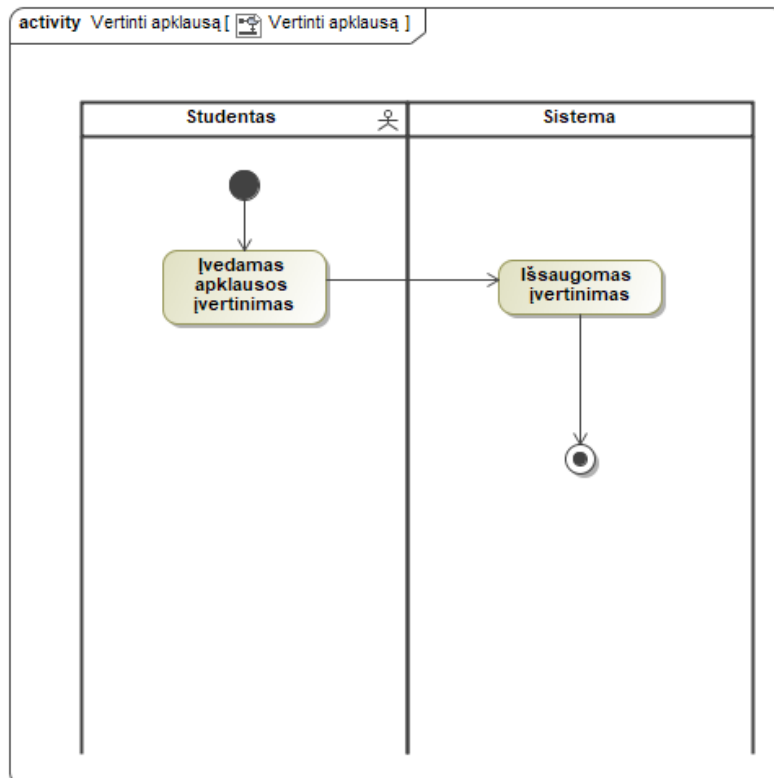 activity Vertinti apklausą [ Vertinti apklausą ]
Studentas
Sistema
Įvedamas
apklausos
įvertinimas
Išsaugomas
įvertinimas